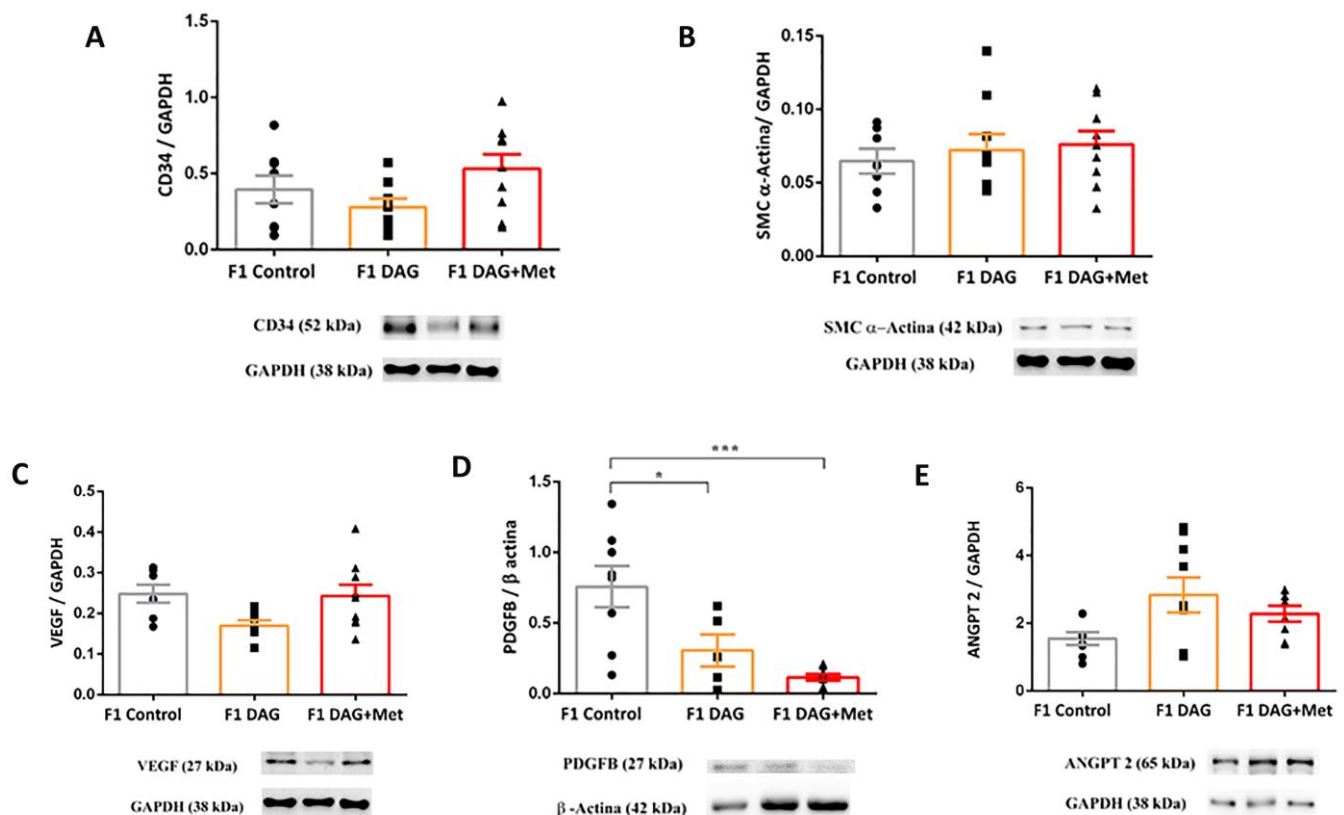 A
CD34 / GAPDH
1.5
1.0
0.5
0.0
F1 Control F1 DAG F1 DAG+Met
CD34 (52 kDa)
GAPDH (38 kDa)
B
SMC α-Actina/ GAPDH
0.15
0.10
0.05
0.00
F1 Control F1 DAG F1 DAG+Met
SMC α-Actina (42 kDa)
GAPDH (38 kDa)
C
VEGF / GAPDH
0.5
0.4
0.3
0.2
0.1
0.0
F1 Control F1 DAG F1 DAG+Met
VEGF (27 kDa)
GAPDH (38 kDa)
D
PDGFB / β actina
***
*
1.5
1.0
0.5
0.0
F1 Control F1 DAG F1 DAG+Met
PDGFB (27 kDa)
β-Actina (42 kDa)
E
ANGPT 2 / GAPDH
6
4
2
0
F1 Control F1 DAG F1 DAG+Met
ANGPT 2 (65 kDa)
GAPDH (38 kDa)